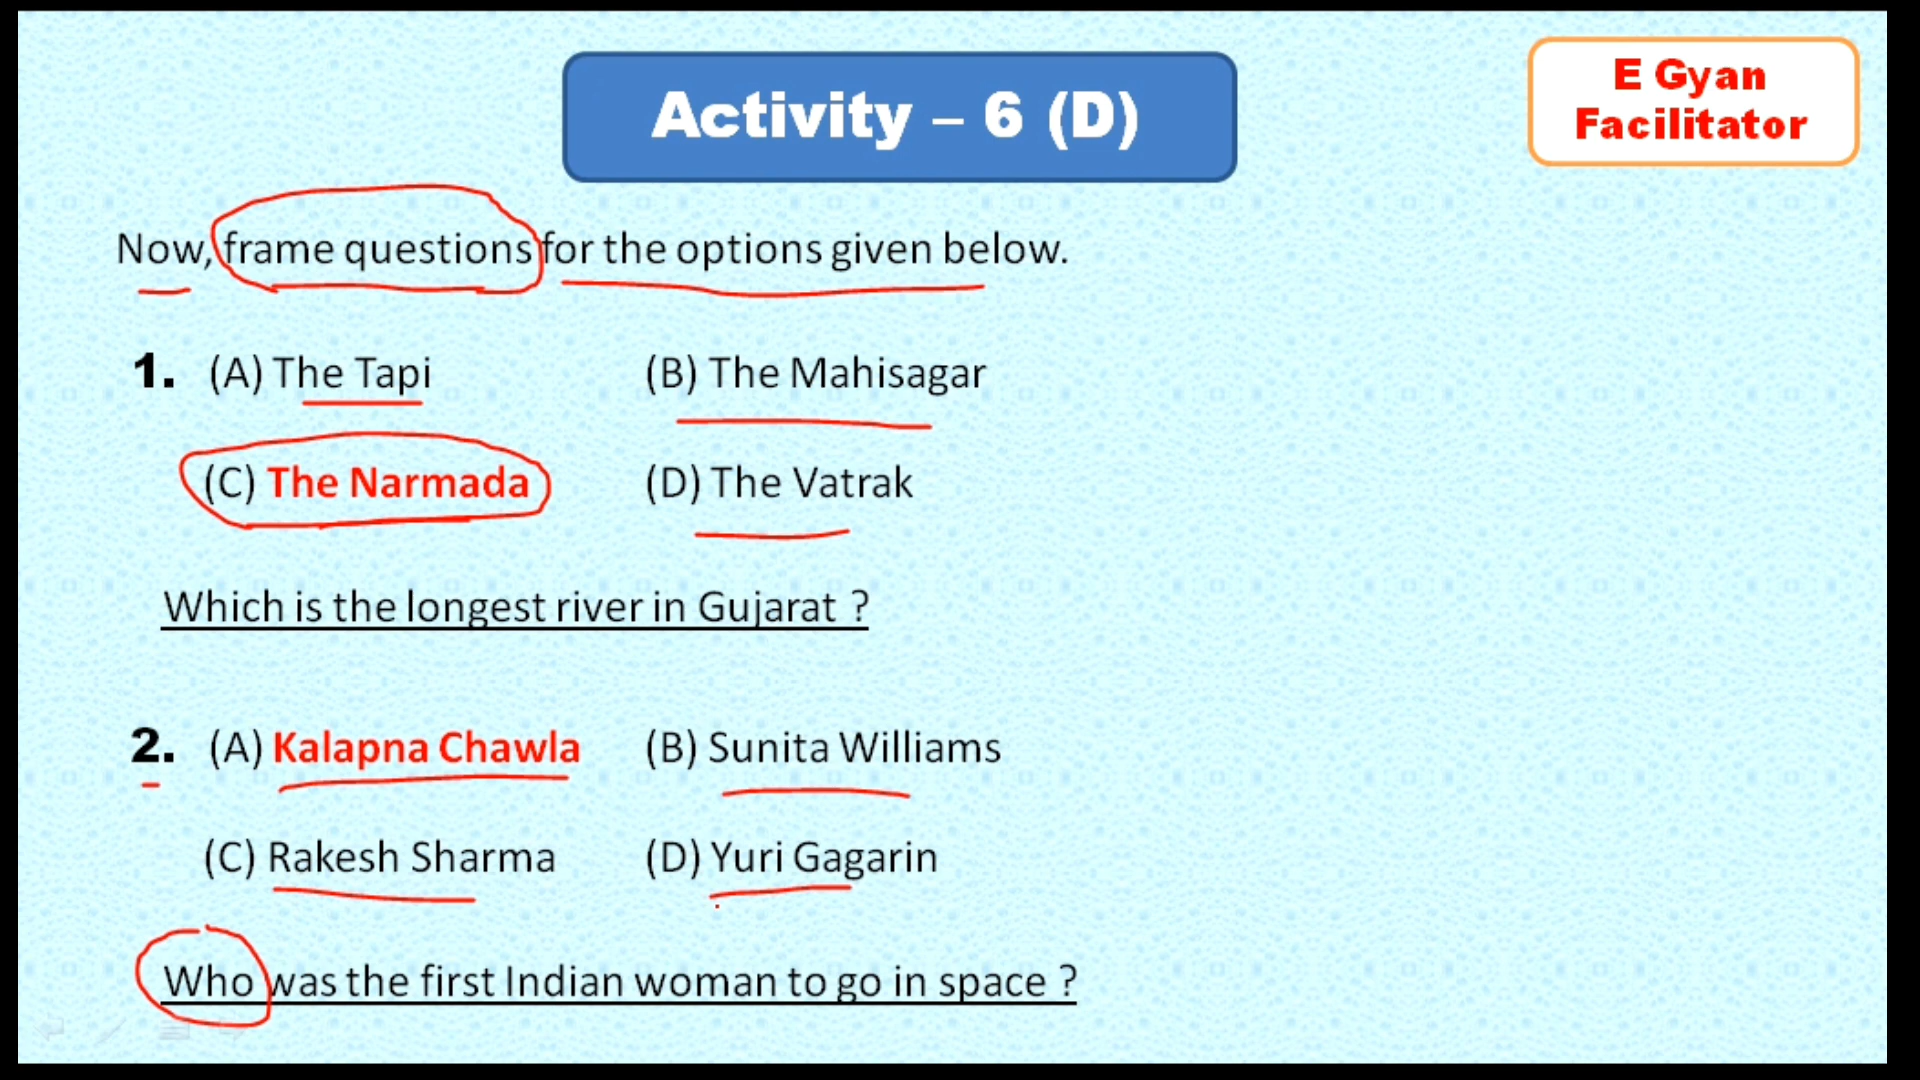 Activity – 6 (D)
E Gyan
Facilitator
Now, frame questions for the options given below.
1. (A) The Tapi (B) The Mahisagar
(C) The Narmada (D) The Vatrak
Which is the longest river in Gujarat ?
2. (A) Kalapna Chawla (B) Sunita Williams
(C) Rakesh Sharma (D) Yuri Gagarin
Who was the first Indian woman to go in space ?